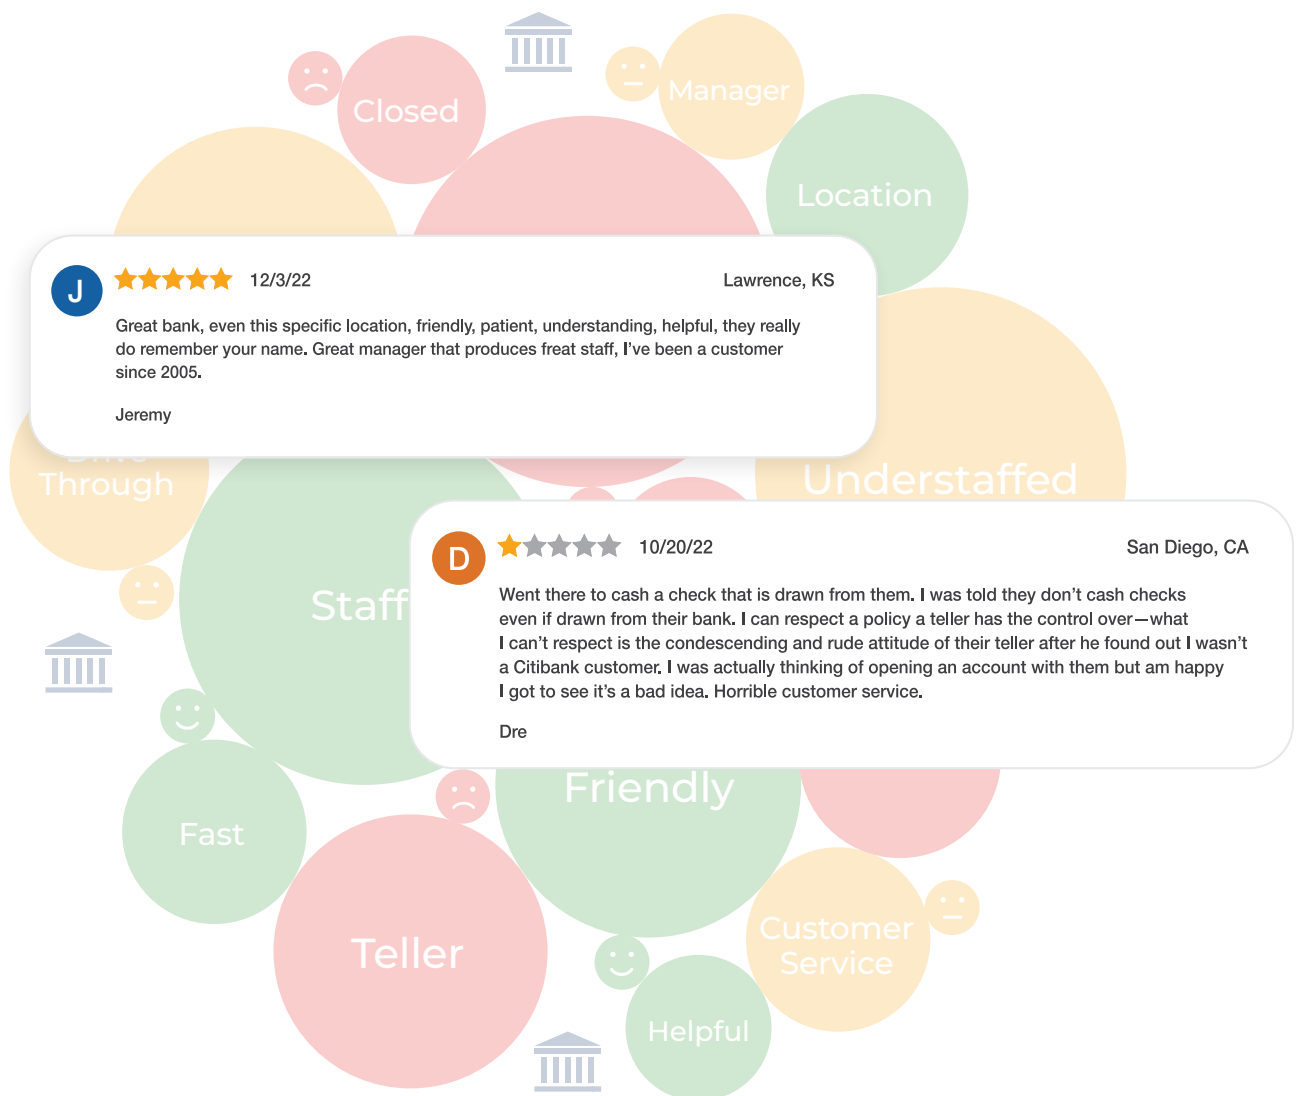 Closed
Manager
Location
J
12/3/22
Lawrence, KS
Great bank, even this specific location, friendly, patient, understanding, helpful, they really
do remember your name. Great manager that produces freat staff, I’ve been a customer
since 2005.
Jeremy
Through
Understaffed
D
10/20/22
San Diego, CA
Went there to cash a check that is drawn from them. I was told they don’t cash checks
even if drawn from their bank. I can respect a policy a teller has the control over—what
I can’t respect is the condescending and rude attitude of their teller after he found out I wasn’t
a Citibank customer. I was actually thinking of opening an account with them but am happy
I got to see it’s a bad idea. Horrible customer service.
Dre
Staff
Friendly
Fast
Teller
Customer
Service
Helpful